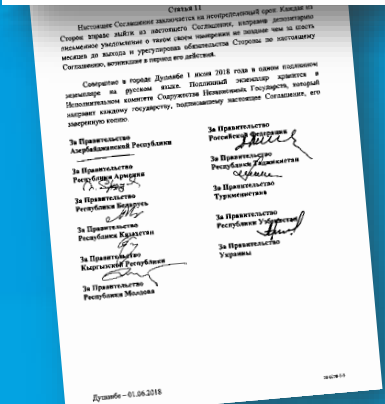 Статья 11
Настоящее Соглашение заключается на неопределенный срок. Каждая из
Сторон вправе выйти из настоящего Соглашения, направив депозитарию
письменное уведомление о таком своем намерении не позднее чем за шесть
месяцев до выхода и урегулировав обязательства Стороны по настоящему
Соглашению, возникшие в период его действия.
Совершено в городе Душанбе 1 июня 2018 года в одном подлинном
экземпляре на русском языке. Подлинный экземпляр хранится в
Исполнительном комитете Содружества Независимых Государств, который
направит каждому государству, подписавшему настоящее Соглашение, его
заверенную копию.
За Правительство
Азербайджанской Республики
За Правительство
Республики Армения
За Правительство
Республики Беларусь
За Правительство
Республики Казахстан
За Правительство
Кыргызской Республики
За Правительство
Республики Молдова
За Правительство
Российской Федерации
За Правительство
Республики Таджикистан
За Правительство
Туркменистана
За Правительство
Республики Узбекистан
За Правительство
Украины
Душанбе – 01.06.2018